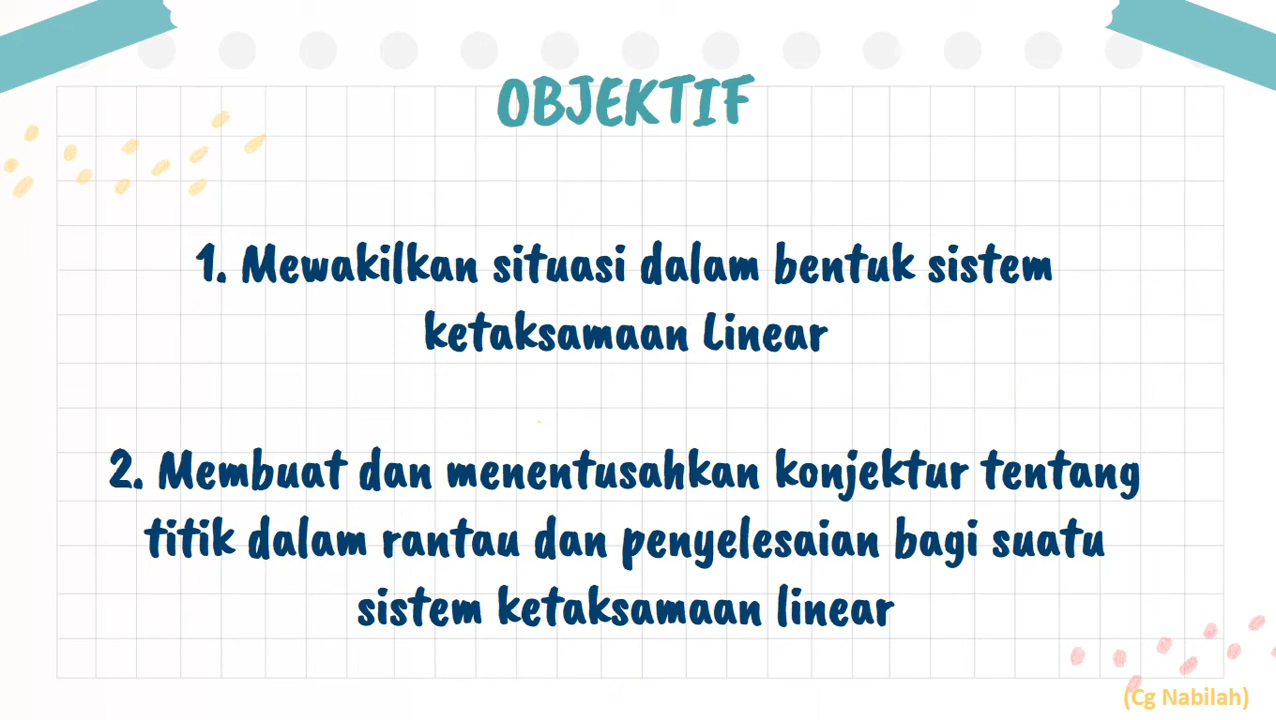 OBJEKTIF
1. Mewakilkan situasi dalam bentuk sistem
ketaksamaan Linear
2. Membuat dan menentusahkan konjektur tentang
titik dalam rantau dan penyelesaian bagi suatu
sistem ketaksamaan linear
(Cg Nabilah)